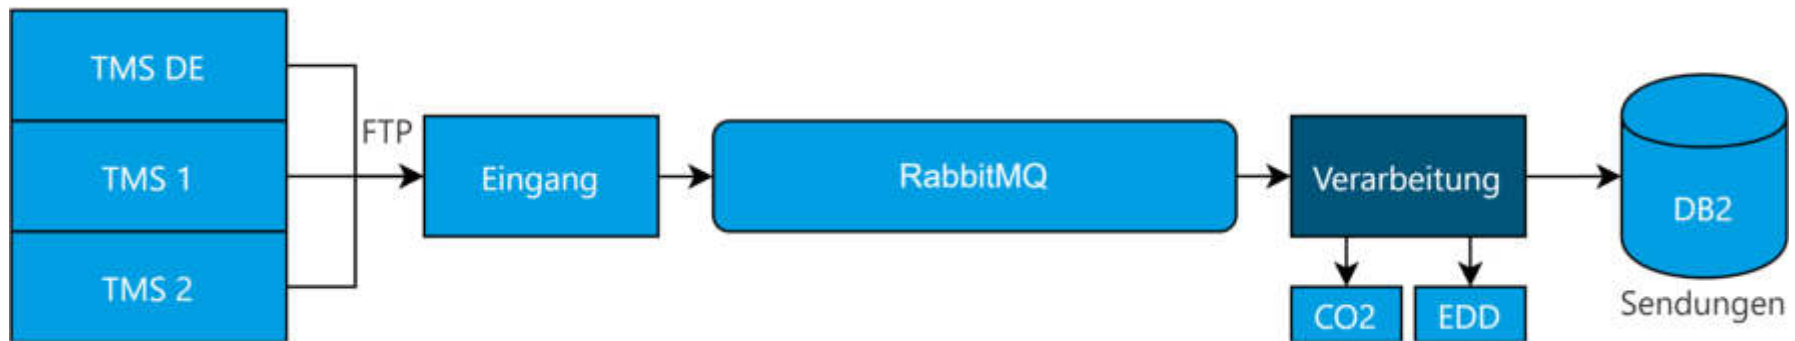 TMS DE
TMS 1
TMS 2
FTP
Eingang
RabbitMQ
Verarbeitung
CO2
EDD
DB2
Sendungen